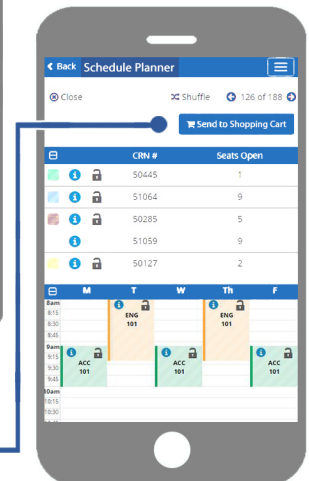 Back Schedule Planner
Close Shuffle 126 of 188
Send to Shopping Cart
CRN # Seats Open
50445 1
51064 9
50285 5
51059 9
50127 2
M T W Th F
8am
8:15 ENG ENG
8:30 101 101
8:45
9am
9:15 ACC ACC ACC
9:30 101 101 101
9:45
10am
10:15
10:30